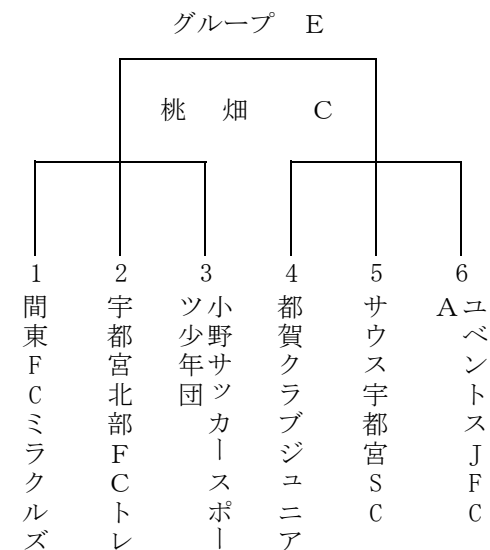 グループ E
桃 畑 C
1
2
3
4
5
6
間東FCミラクルズ
宇都宮北部FCトレ
小野サッカースポー
ツ少年団
都賀クラブジュニア
サウス宇都宮SC
ユベントスJFC
A